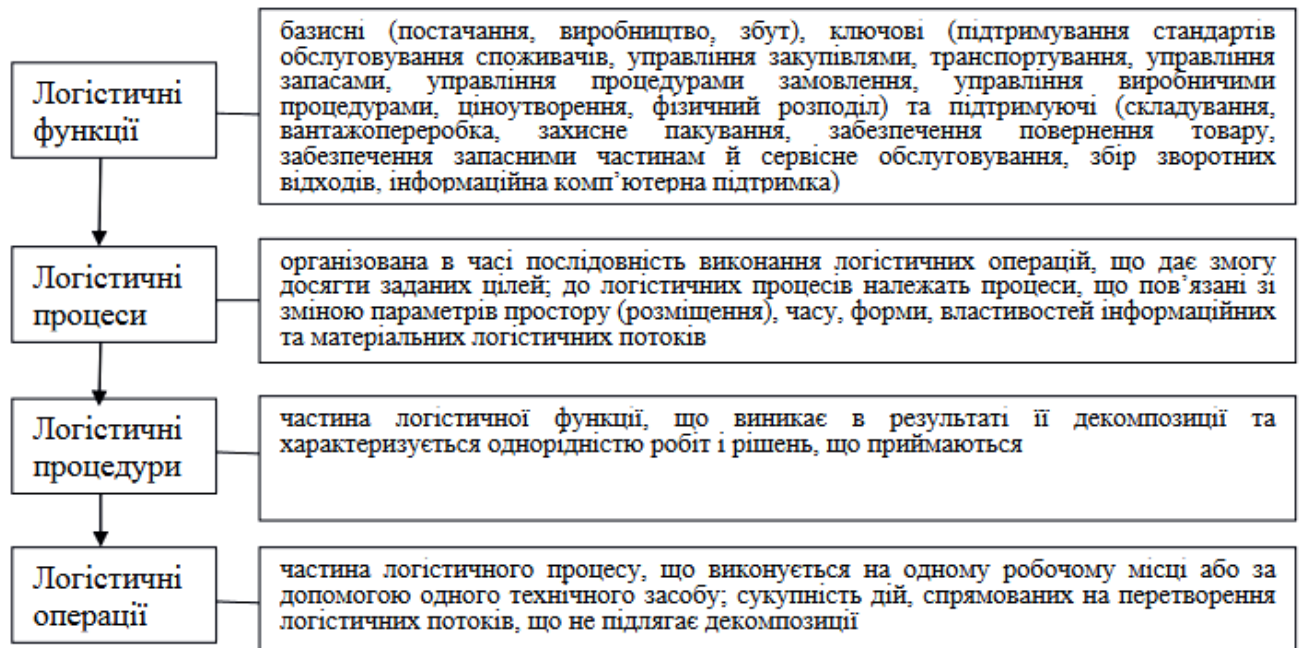 Логістичні
функції
базисні (постачання, виробництво, збут), ключові (підтримування стандартів
обслуговування споживачів, управління закупівлями, транспортування, управління
запасами, управління процедурами замовлення, управління виробничими
процедурами, ціноутворення, фізичний розподіл) та підтримуючі (складування,
вантажопереробка, захисне пакування, забезпечення повернення товару,
забезпечення запасними частинам й сервісне обслуговування, збір зворотних
відходів, інформаційна комп’ютерна підтримка)
Логістичні
процеси
організована в часі послідовність виконання логістичних операцій, що дає змогу
досягти заданих цілей; до логістичних процесів належать процеси, що пов’язані зі
зміною параметрів простору (розміщення), часу, форми, властивостей інформаційних
та матеріальних логістичних потоків
Логістичні
процедури
частина логістичної функції, що виникає в результаті її декомпозиції та
характеризується однорідністю робіт і рішень, що приймаються
Логістичні
операції
частина логістичного процесу, що виконується на одному робочому місці або за
допомогою одного технічного засобу; сукупність дій, спрямованих на перетворення
логістичних потоків, що не підлягає декомпозиції